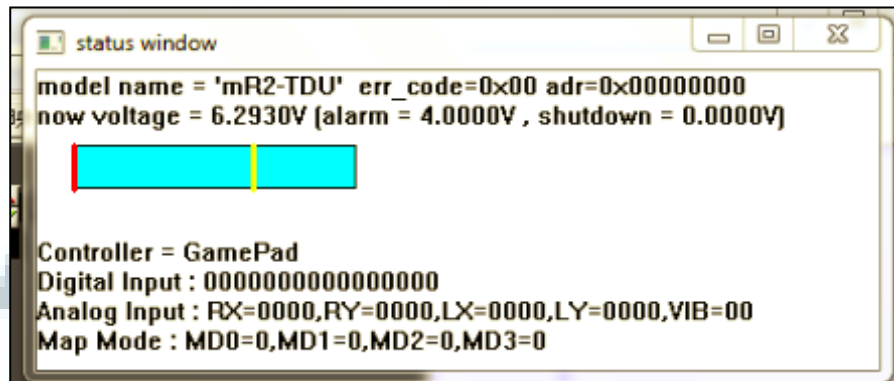 status window
model name = 'mR2-TDU' err_code=0x00 adr=0x00000000
now voltage = 6.2930V (alarm = 4.0000V , shutdown = 0.0000V)
Controller = GamePad
Digital Input : 0000000000000000
Analog Input : RX=0000,RY=0000,LX=0000,LY=0000,VIB=00
Map Mode : MD0=0,MD1=0,MD2=0,MD3=0